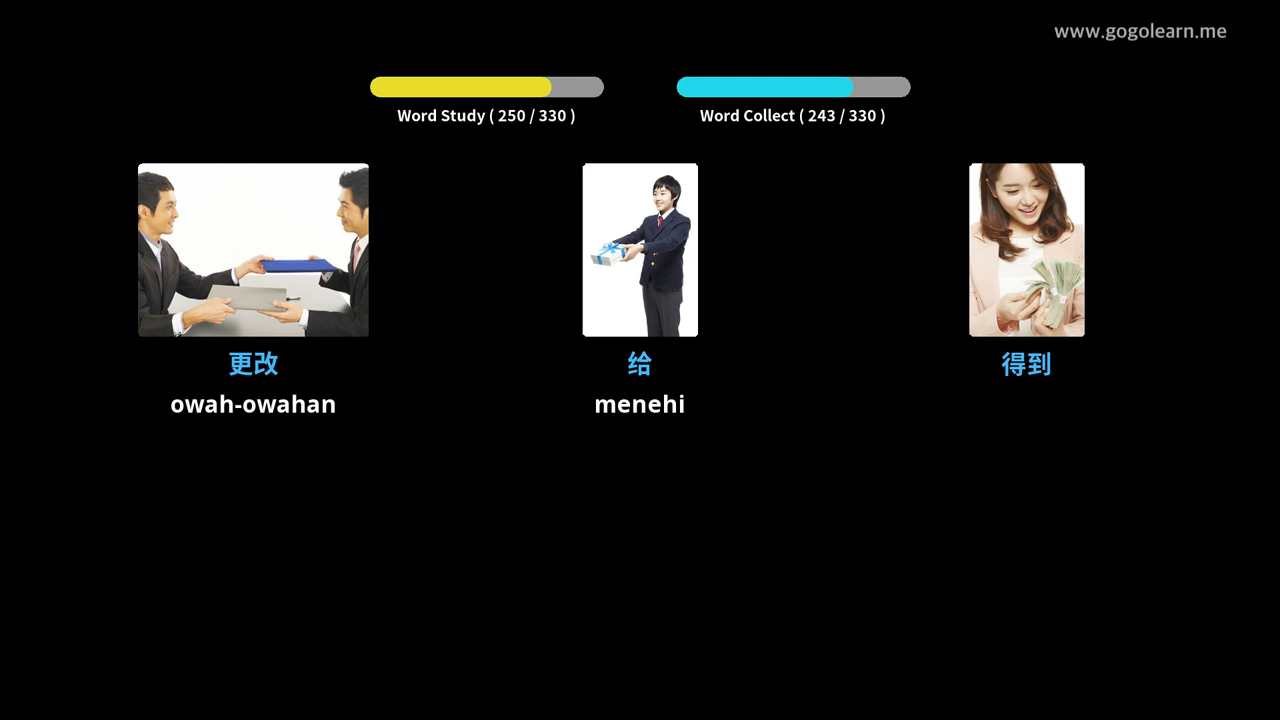 www.gogolearn.me
Word Study ( 250 / 330 )
Word Collect ( 243 / 330 )
更改
给
得到
owah-owahan
menehi